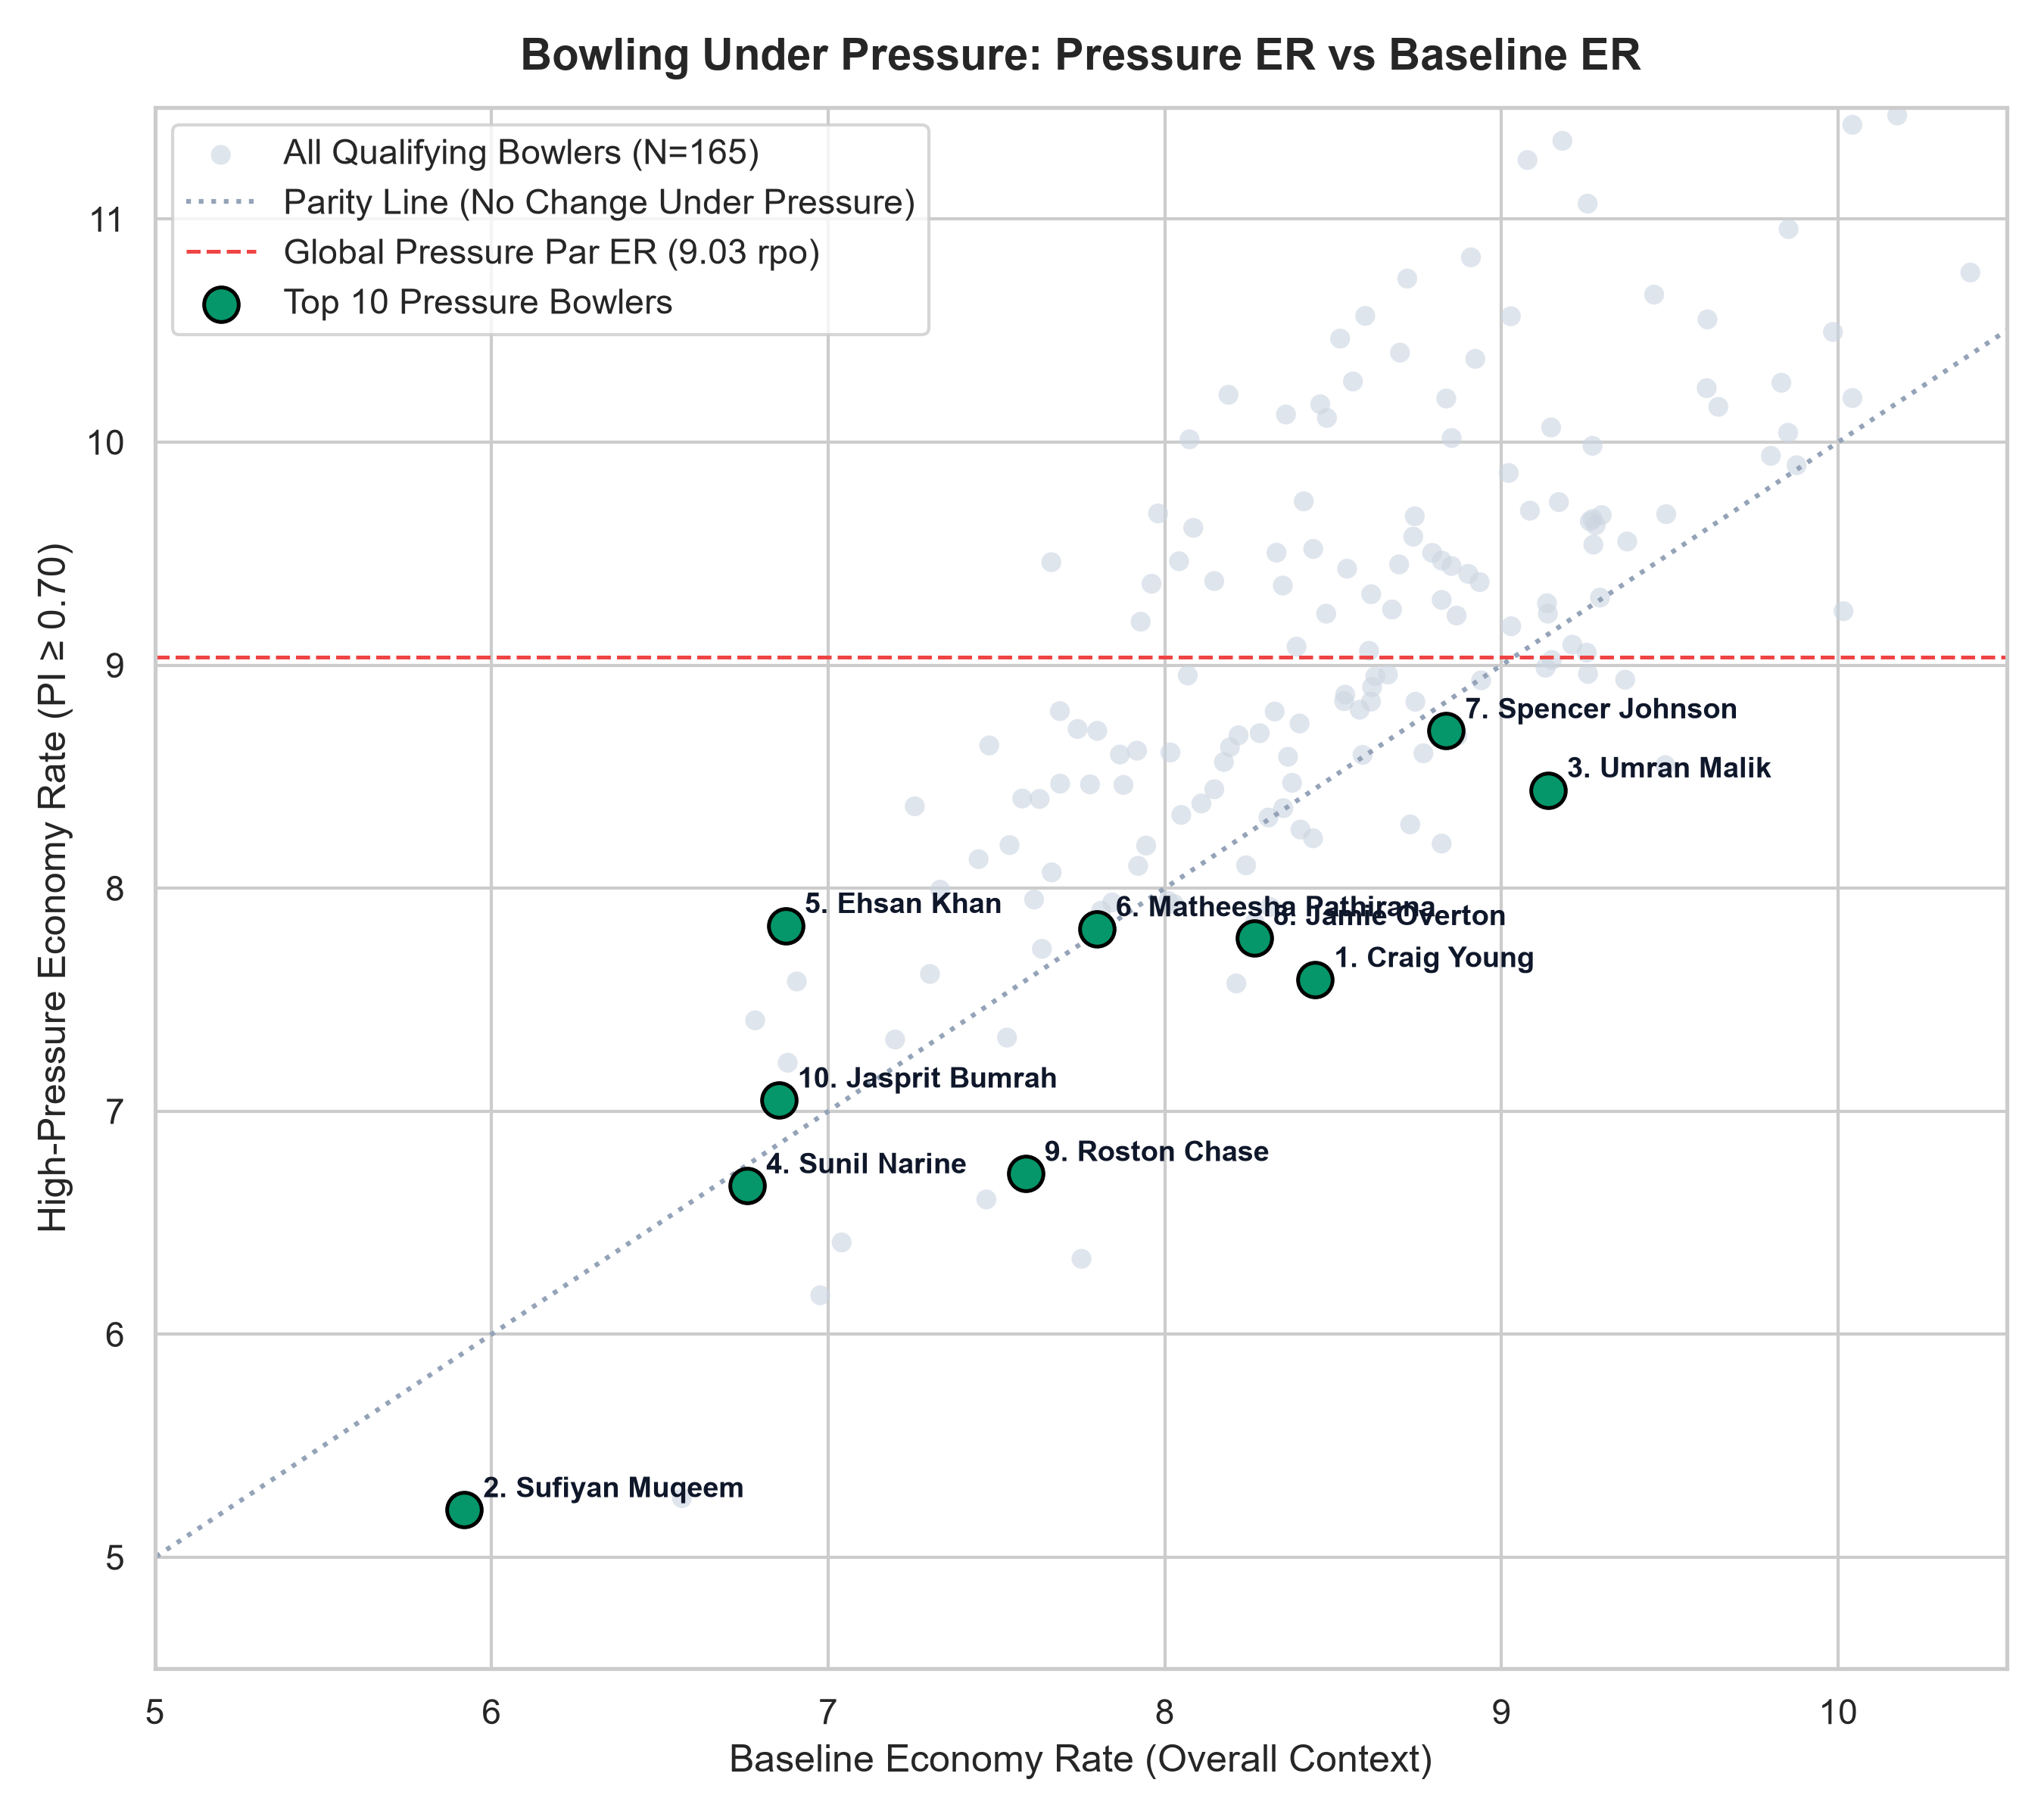 Bowling Under Pressure: Pressure ER vs Baseline ER
All Qualifying Bowlers (N=165)
Parity Line (No Change Under Pressure)
Global Pressure Par ER (9.03 rpo)
Top 10 Pressure Bowlers
High-Pressure Economy Rate (PI ≥ 0.70)
11
10
9
8
7
6
5
7. Spencer Johnson
3. Umran Malik
5. Ehsan Khan
6. Matheesha Pathirana
8. Jamie Overton
1. Craig Young
10. Jasprit Bumrah
9. Roston Chase
4. Sunil Narine
2. Sufiyan Muqeem
5 6 7 8 9 10
Baseline Economy Rate (Overall Context)